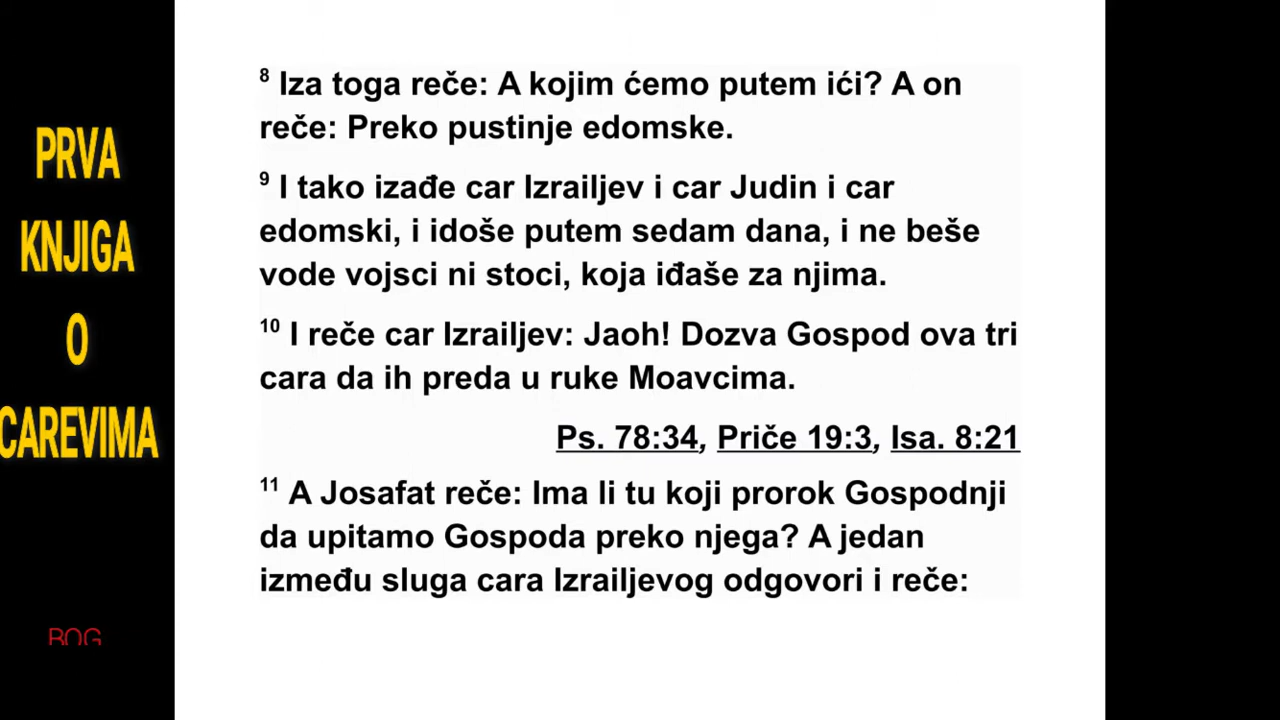 PRVA
KNJIGA
O
CAREVIMA
BOG
8 Iza toga reče: A kojim ćemo putem ići? A on
reče: Preko pustinje edomske.
9 I tako izađe car Izrailjev i car Judin i car
edomski, i idoše putem sedam dana, i ne beše
vode vojsci ni stoci, koja iđaše za njima.
10 I reče car Izrailjev: Jaoh! Dozva Gospod ova tri
cara da ih preda u ruke Moavcima.
Ps. 78:34, Priče 19:3, Isa. 8:21
11 A Josafat reče: Ima li tu koji prorok Gospodnji
da upitamo Gospoda preko njega? A jedan
između sluga cara Izrailjevog odgovori i reče: